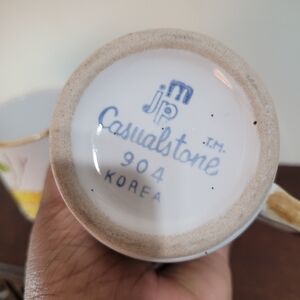 jmp
Casualstone T.M.
904
KOREA